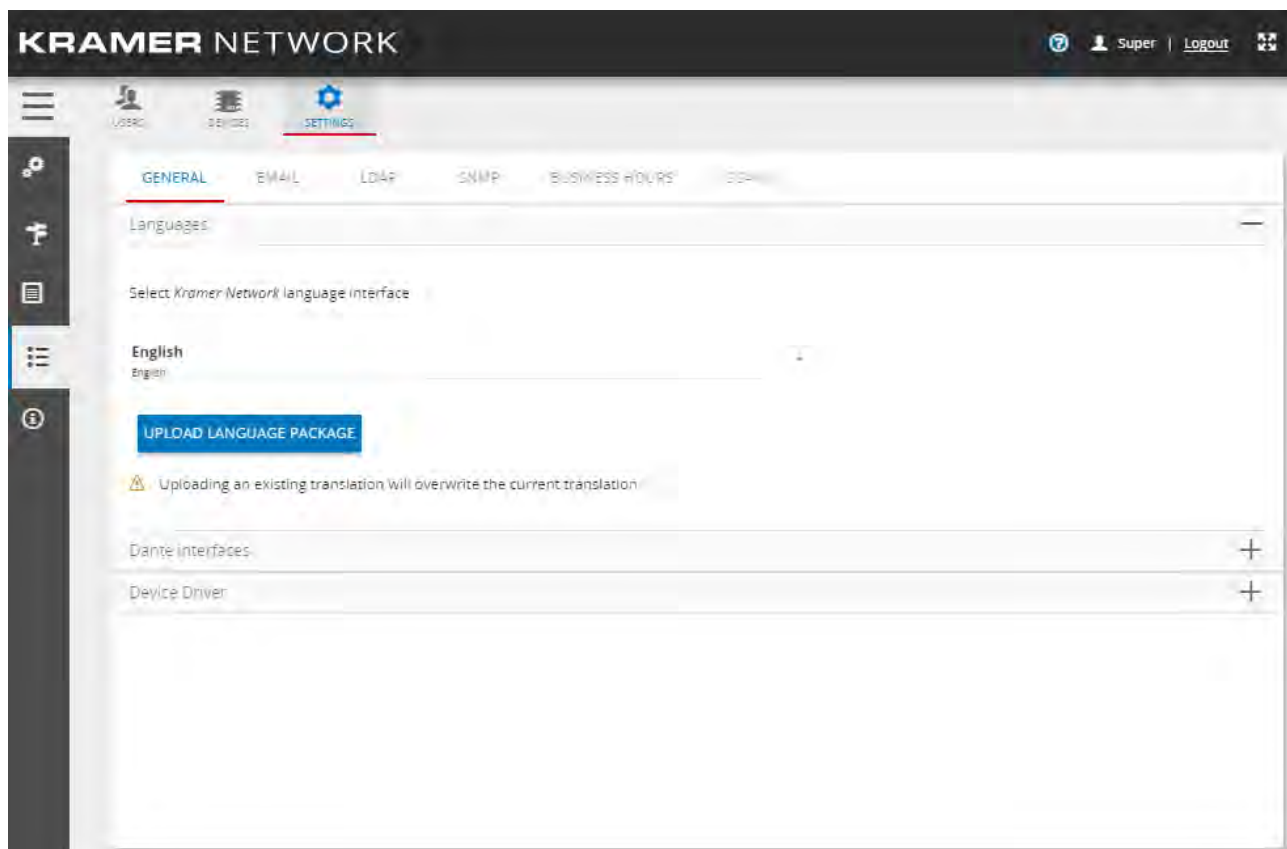 KRAMER NETWORK
Super | Logout
USERS DEVICES SETTINGS
GENERAL EMAIL LDAP SNMP BUSINESS HOURS
Languages
Select Kramer Network language interface
English
English
UPLOAD LANGUAGE PACKAGE
Uploading an existing translation will overwrite the current translation
Dante interfaces
Device Driver